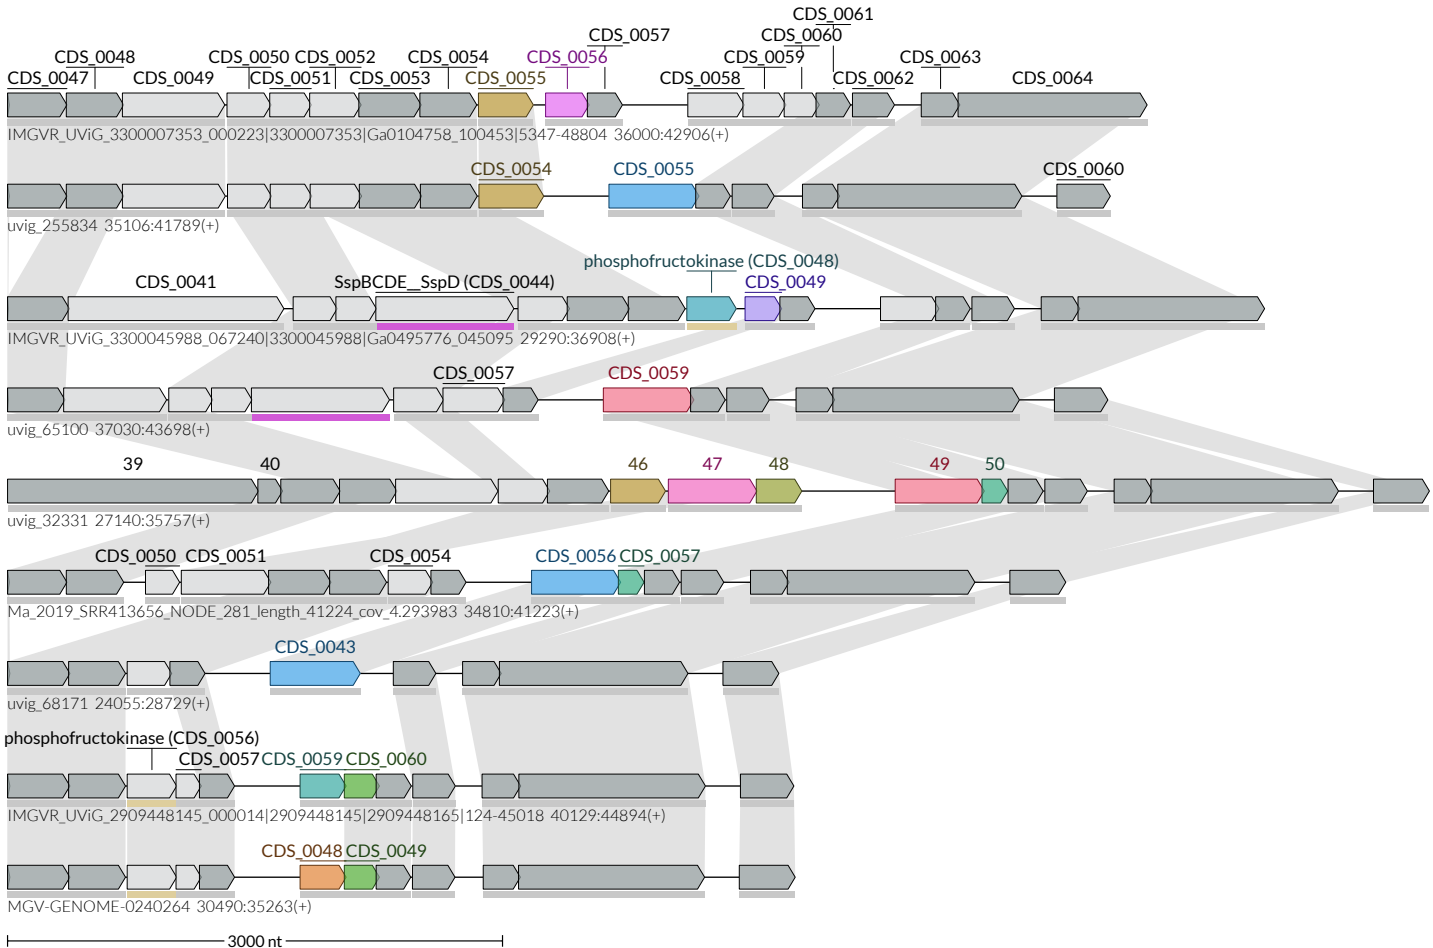 CDS_0061
CDS_0057 CDS_0060
CDS_0048 CDS_0050 CDS_0052 CDS_0054 CDS_0056 CDS_0059 CDS_0063
CDS_0047 CDS_0049 CDS_0051 CDS_0053 CDS_0055 CDS_0058 CDS_0062 CDS_0064
IMGVR_UViG_3300007353_000223|3300007353|Ga0104758_100453|5347-48804 36000:42906(+)
CDS_0054 CDS_0055 CDS_0060
uvig_255834 35106:41789(+)
phosphofructokinase (CDS_0048)
CDS_0041 SspBCDE__SspD (CDS_0044) CDS_0049
IMGVR_UViG_3300045988_067240|3300045988|Ga0495776_045095 29290:36908(+)
CDS_0057 CDS_0059
uvig_65100 37030:43698(+)
39 40 46 47 48 49 50
uvig_32331 27140:35757(+)
CDS_0050 CDS_0051 CDS_0054 CDS_0056 CDS_0057
Ma_2019_SRR413656_NODE_281_length_41224_cov_4.293983 34810:41223(+)
CDS_0043
uvig_68171 24055:28729(+)
phosphofructokinase (CDS_0056)
CDS_0057 CDS_0059 CDS_0060
IMGVR_UViG_2909448145_000014|2909448145|2909448165|124-45018 40129:44894(+)
CDS_0048 CDS_0049
MGV-GENOME-0240264 30490:35263(+)
3000 nt